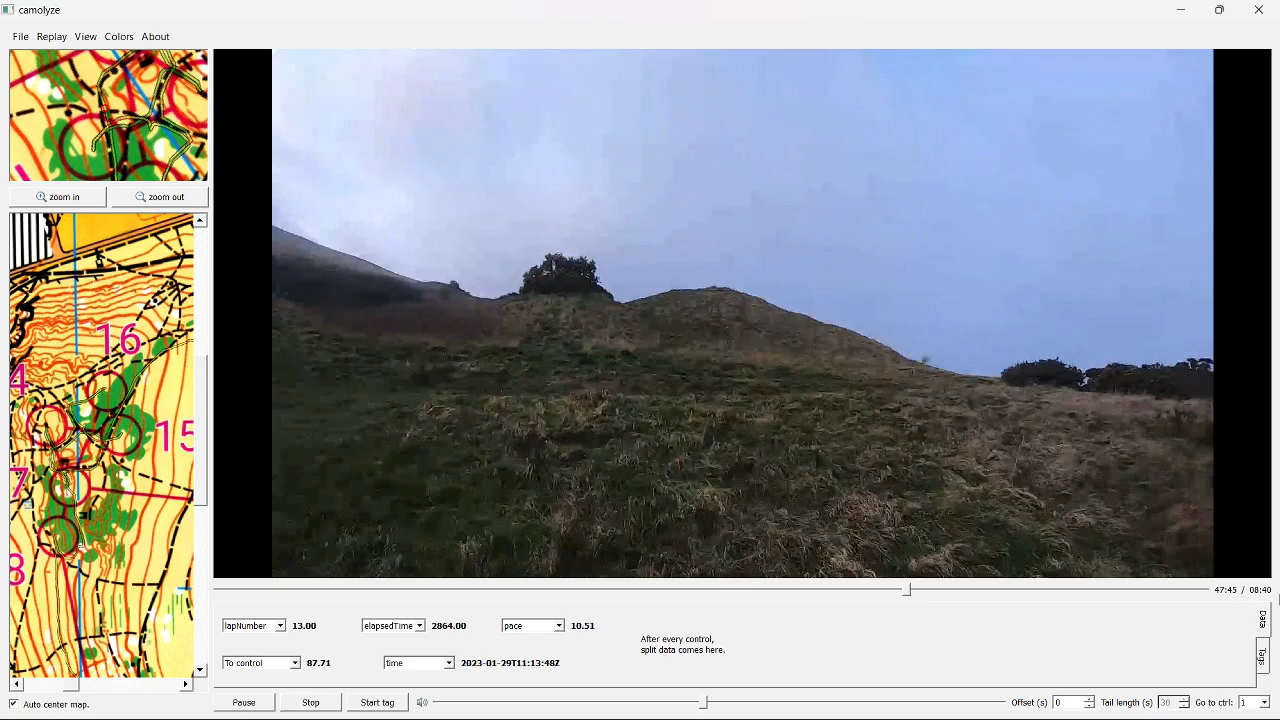 camolyze
File Replay View Colors About
zoom in zoom out
16
4
15
7
8
47:45 / 08:40
lapNumber 13.00 elapsedTime 2864.00 pace 10.51
After every control,
split data comes here.
To control 87.71 time 2023-01-29T11:13:48Z
Tags
Auto center map.
Pause Stop Start tag Offset (s) 0 Tail length (s) 30 Go to ctrl: 1